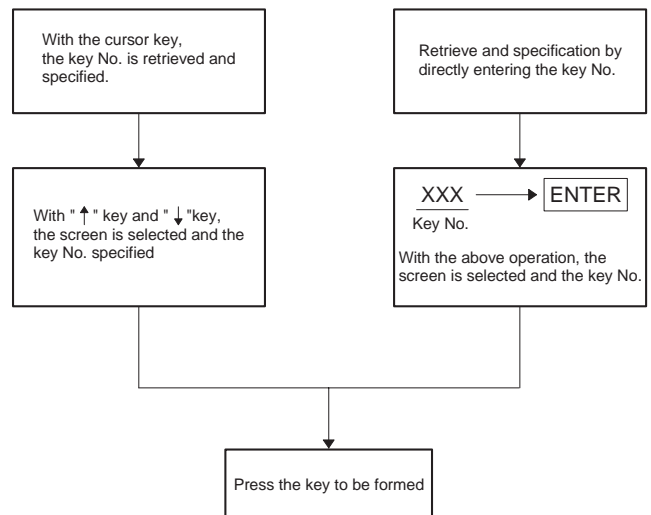 With the cursor key,
the key No. is retrieved and
specified.
Retrieve and specification by
directly entering the key No.
With " ↑ " key and " ↓ "key,
the screen is selected and the
key No. specified
XXX → ENTER
Key No.
With the above operation, the
screen is selected and the key No.
Press the key to be formed